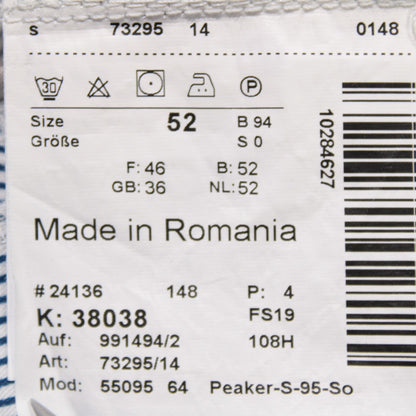 s 73295 14 0148
30 P
Size 52 B 94
Größe S 0
F: 46 B: 52
GB: 36 NL: 52
Made in Romania
10284627
# 24136 148 P: 4
K: 38038 FS19
Auf: 991494/2 108H
Art: 73295/14
Mod: 55095 64 Peaker-S-95-So